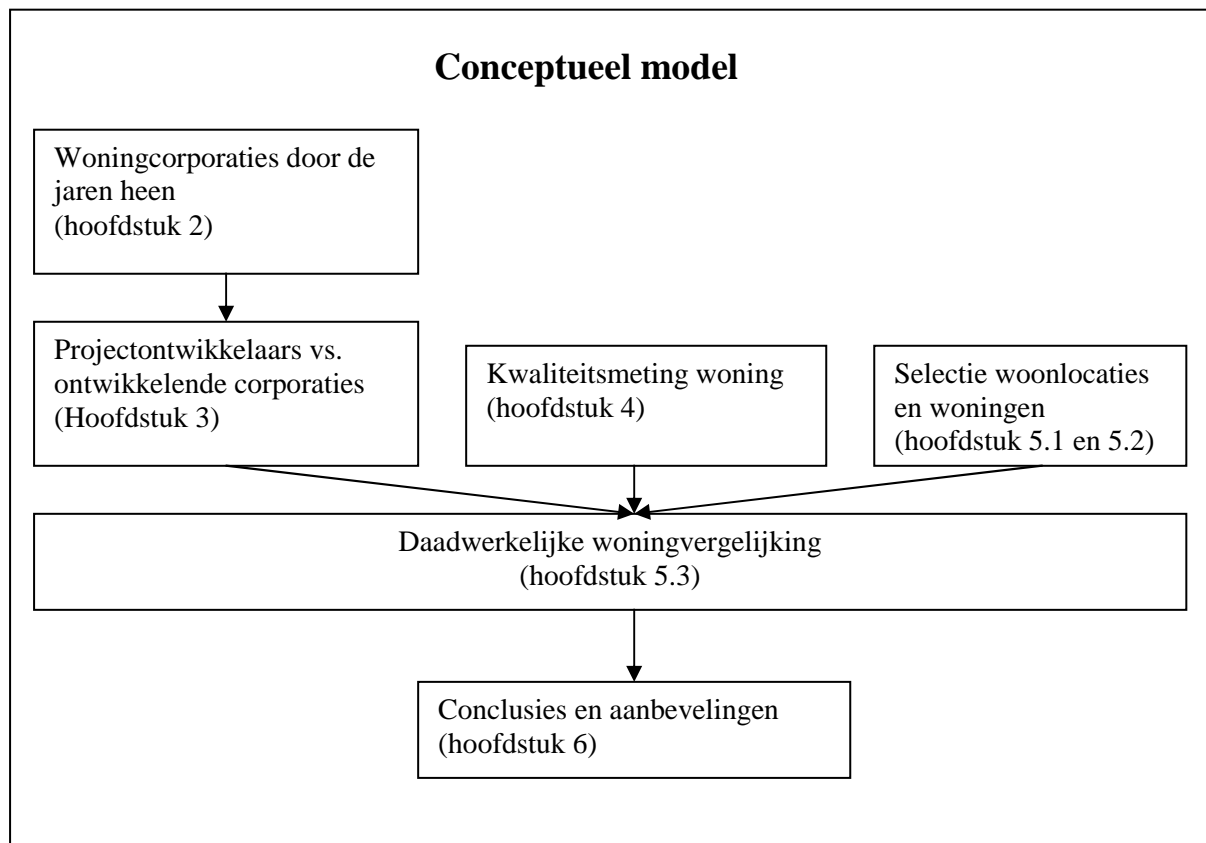 Conceptueel model
Woningcorporaties door de
jaren heen
(hoofdstuk 2)
Projectontwikkelaars vs.
ontwikkelende corporaties
(Hoofdstuk 3)
Kwaliteitsmeting woning
(hoofdstuk 4)
Selectie woonlocaties
en woningen
(hoofdstuk 5.1 en 5.2)
Daadwerkelijke woningvergelijking
(hoofdstuk 5.3)
Conclusies en aanbevelingen
(hoofdstuk 6)